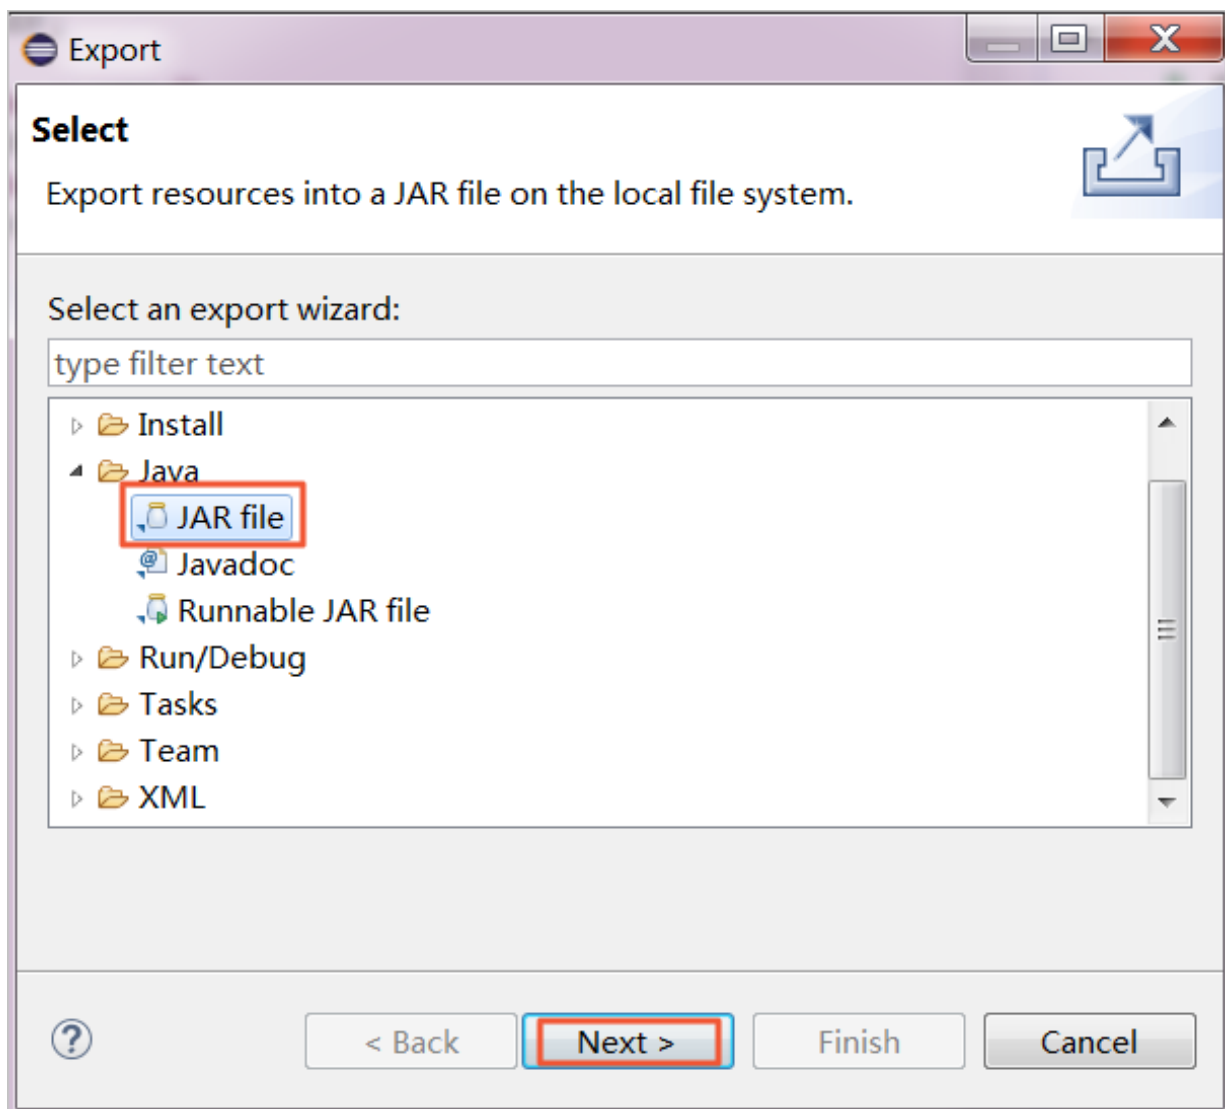 Export
Select
Export resources into a JAR file on the local file system.
Select an export wizard:
type filter text
Install
Java
JAR file
Javadoc
Runnable JAR file
Run/Debug
Tasks
Team
XML
< Back
Next >
Finish
Cancel